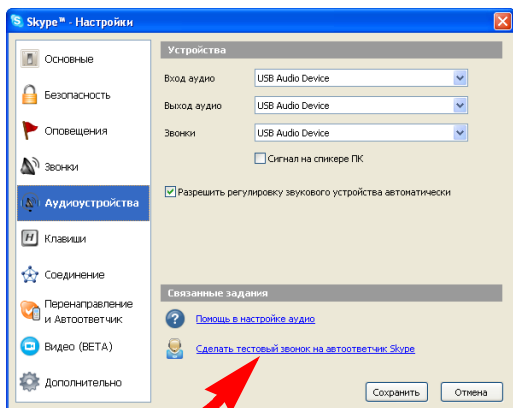 Skype™ - Настройки
Основные
Безопасность
Оповещения
Звонки
Аудиоустройства
Клавиши
Соединение
Перенаправление
и Автоответчик
Видео (BETA)
Дополнительно
Устройства
Вход аудио USB Audio Device
Выход аудио USB Audio Device
Звонки USB Audio Device
Сигнал на спикере ПК
Разрешить регулировку звукового устройства автоматически
Связанные задания
Помощь в настройке аудио
Сделать тестовый звонок на автоответчик Skype
Сохранить Отмена